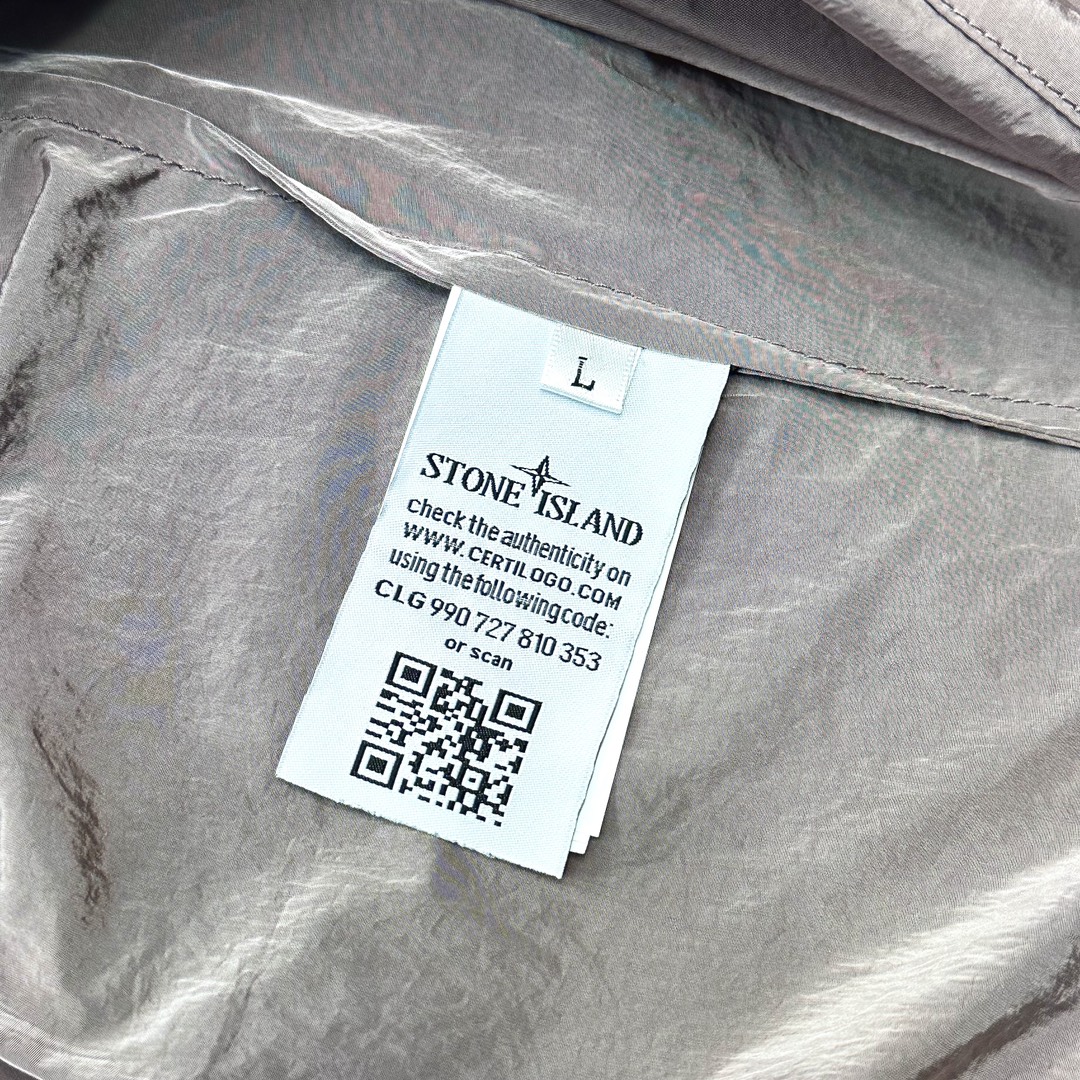 L
STONE ISLAND
check the authenticity on
WWW.CERTILOGO.COM
using the following code:
CLG 990 727 810 353
or scan